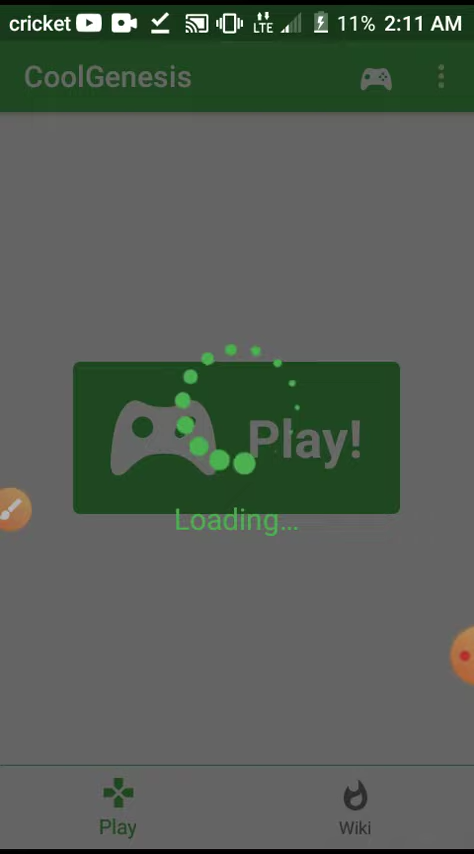 cricket LTE 11% 2:11 AM
CoolGenesis
Play!
Loading...
Play Wiki